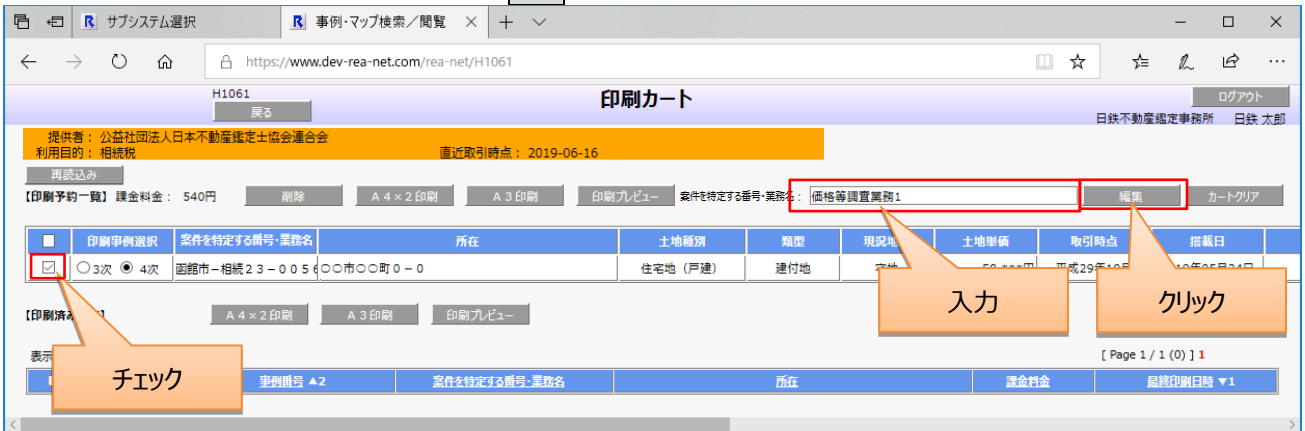 サブシステム選択
事例・マップ検索／閲覧
https://www.dev-rea-net.com/rea-net/H1061
H1061
戻る
印刷カート
ログアウト
日鉄不動産鑑定事務所 日鉄 太郎
提供者： 公益社団法人日本不動産鑑定士協会連合会
利用目的： 相続税 直近取引時点： 2019-06-16
再読込み
【印刷予約一覧】 課金料金： 540円 削除 Ａ４×２印刷 Ａ３印刷 印刷プレビュー 案件を特定する番号・業務名： 価格等調査業務1 編集 カートクリア
印刷事例選択 案件を特定する番号・業務名 所在 土地種別 類型 現況地 土地単価 取引時点 搭載日
3次 4次 函館市－相続２３－００５６ 〇〇市〇〇町０－０ 住宅地（戸建） 建付地
入力
クリック
【印刷済 Ａ４×２印刷 Ａ３印刷 印刷プレビュー
チェック
表示 [ Page 1 / 1 (0) ] 1
事例番号 ▲2 案件を特定する番号・業務名 所在 課金料金 最終印刷日時 ▼1